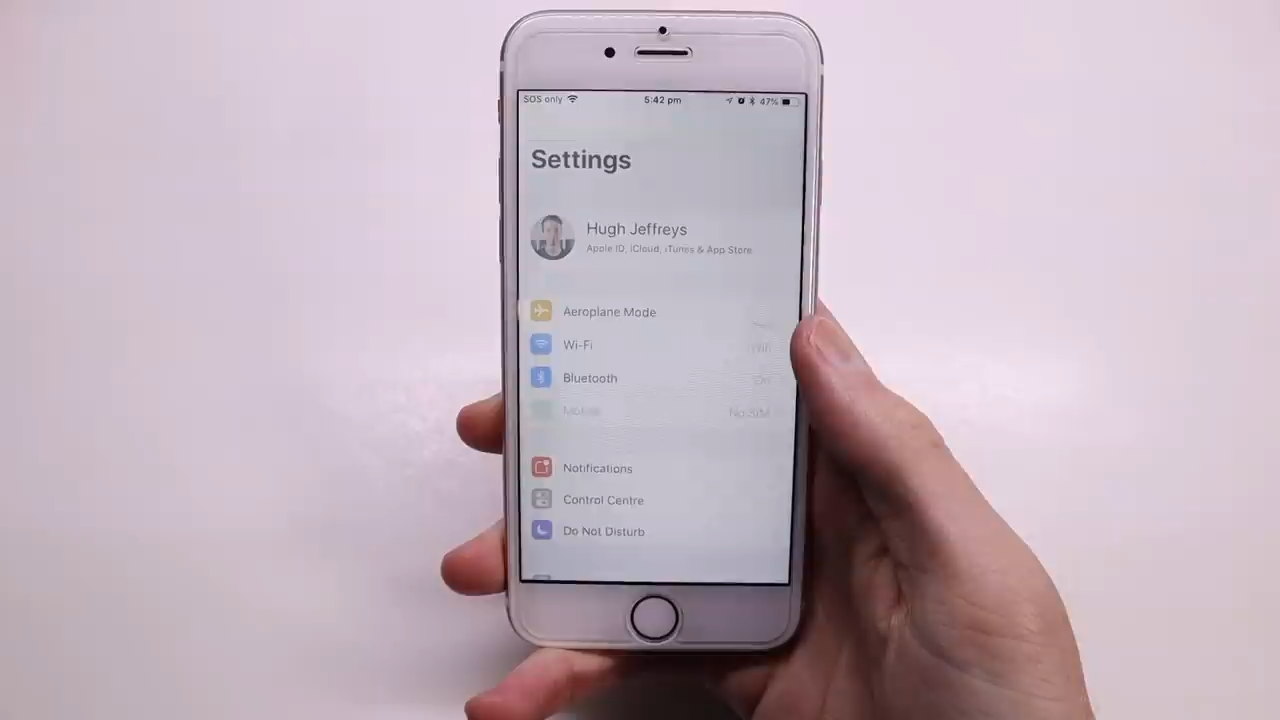 SOS only
5:42 pm
47%
Settings
Hugh Jeffreys
Apple ID, iCloud, iTunes & App Store
Aeroplane Mode
Wi-Fi
Bluetooth
Mobile
No SIM
Notifications
Control Centre
Do Not Disturb